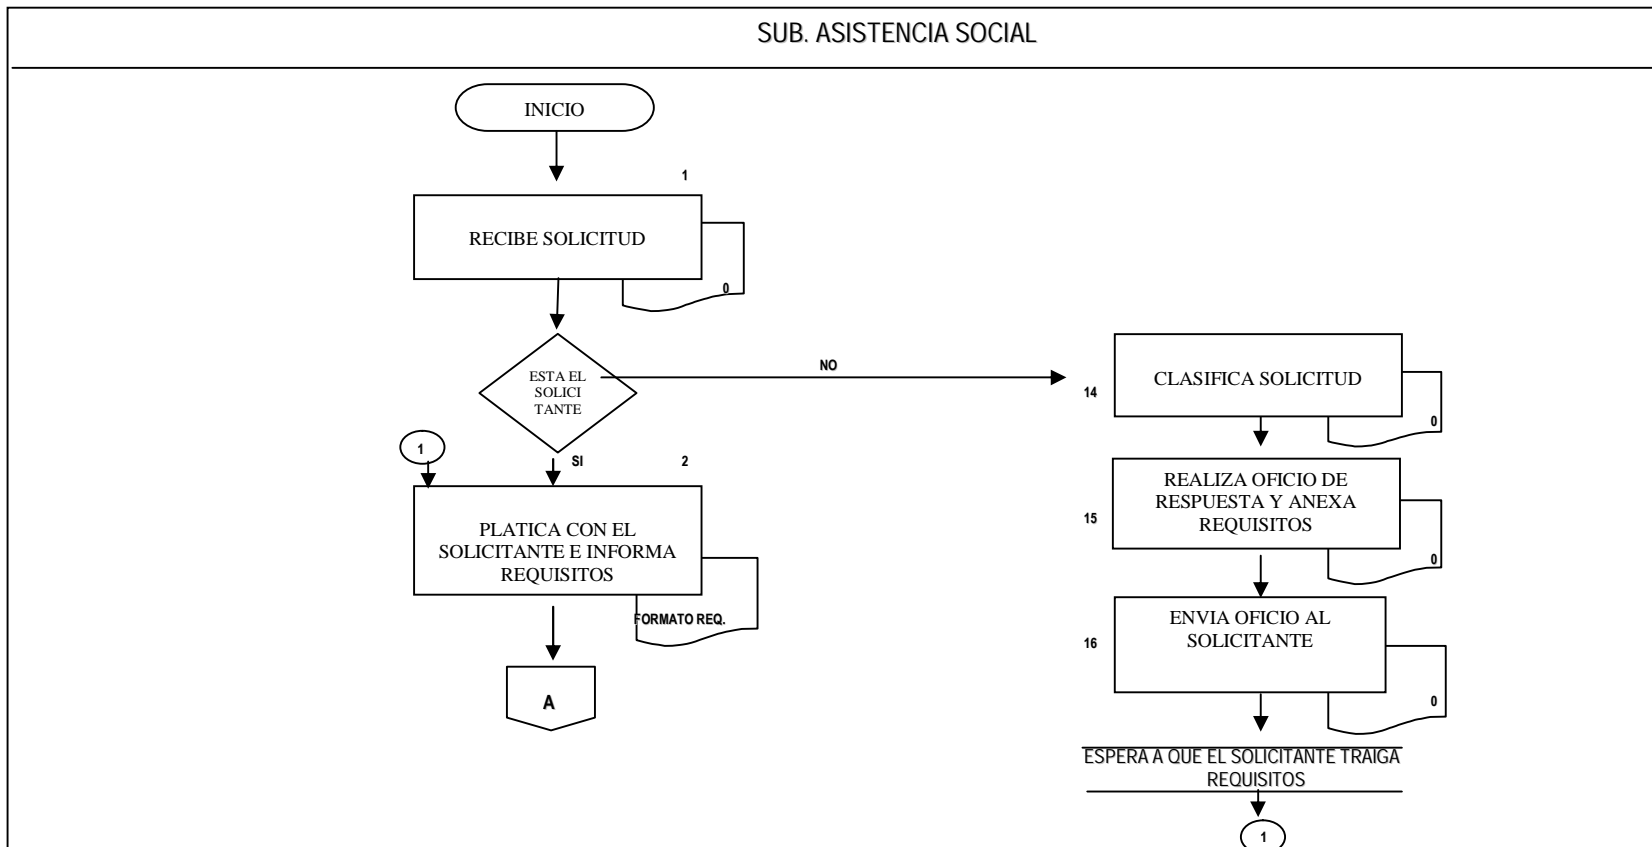 SUB. ASISTENCIA SOCIAL
INICIO
1
RECIBE SOLICITUD
0
ESTA EL
SOLICI
TANTE
NO
SI
1
2
PLATICA CON EL
SOLICITANTE E INFORMA
REQUISITOS
FORMATO REQ.
A
14
CLASIFICA SOLICITUD
0
15
REALIZA OFICIO DE
RESPUESTA Y ANEXA
REQUISITOS
0
16
ENVIA OFICIO AL
SOLICITANTE
0
ESPERA A QUE EL SOLICITANTE TRAIGA
REQUISITOS
1